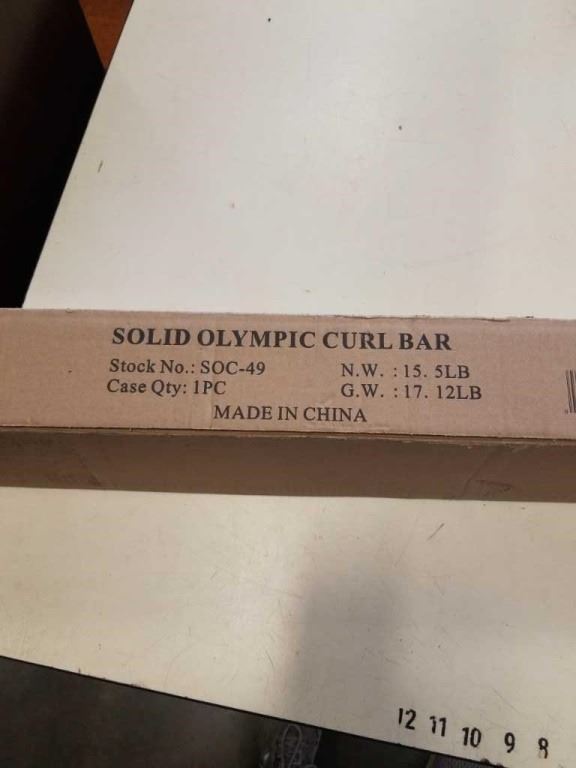 SOLID OLYMPIC CURL BAR
Stock No.: SOC-49 N.W. : 15. 5LB
Case Qty: 1PC G.W. : 17. 12LB
MADE IN CHINA
12 11 10 9 8